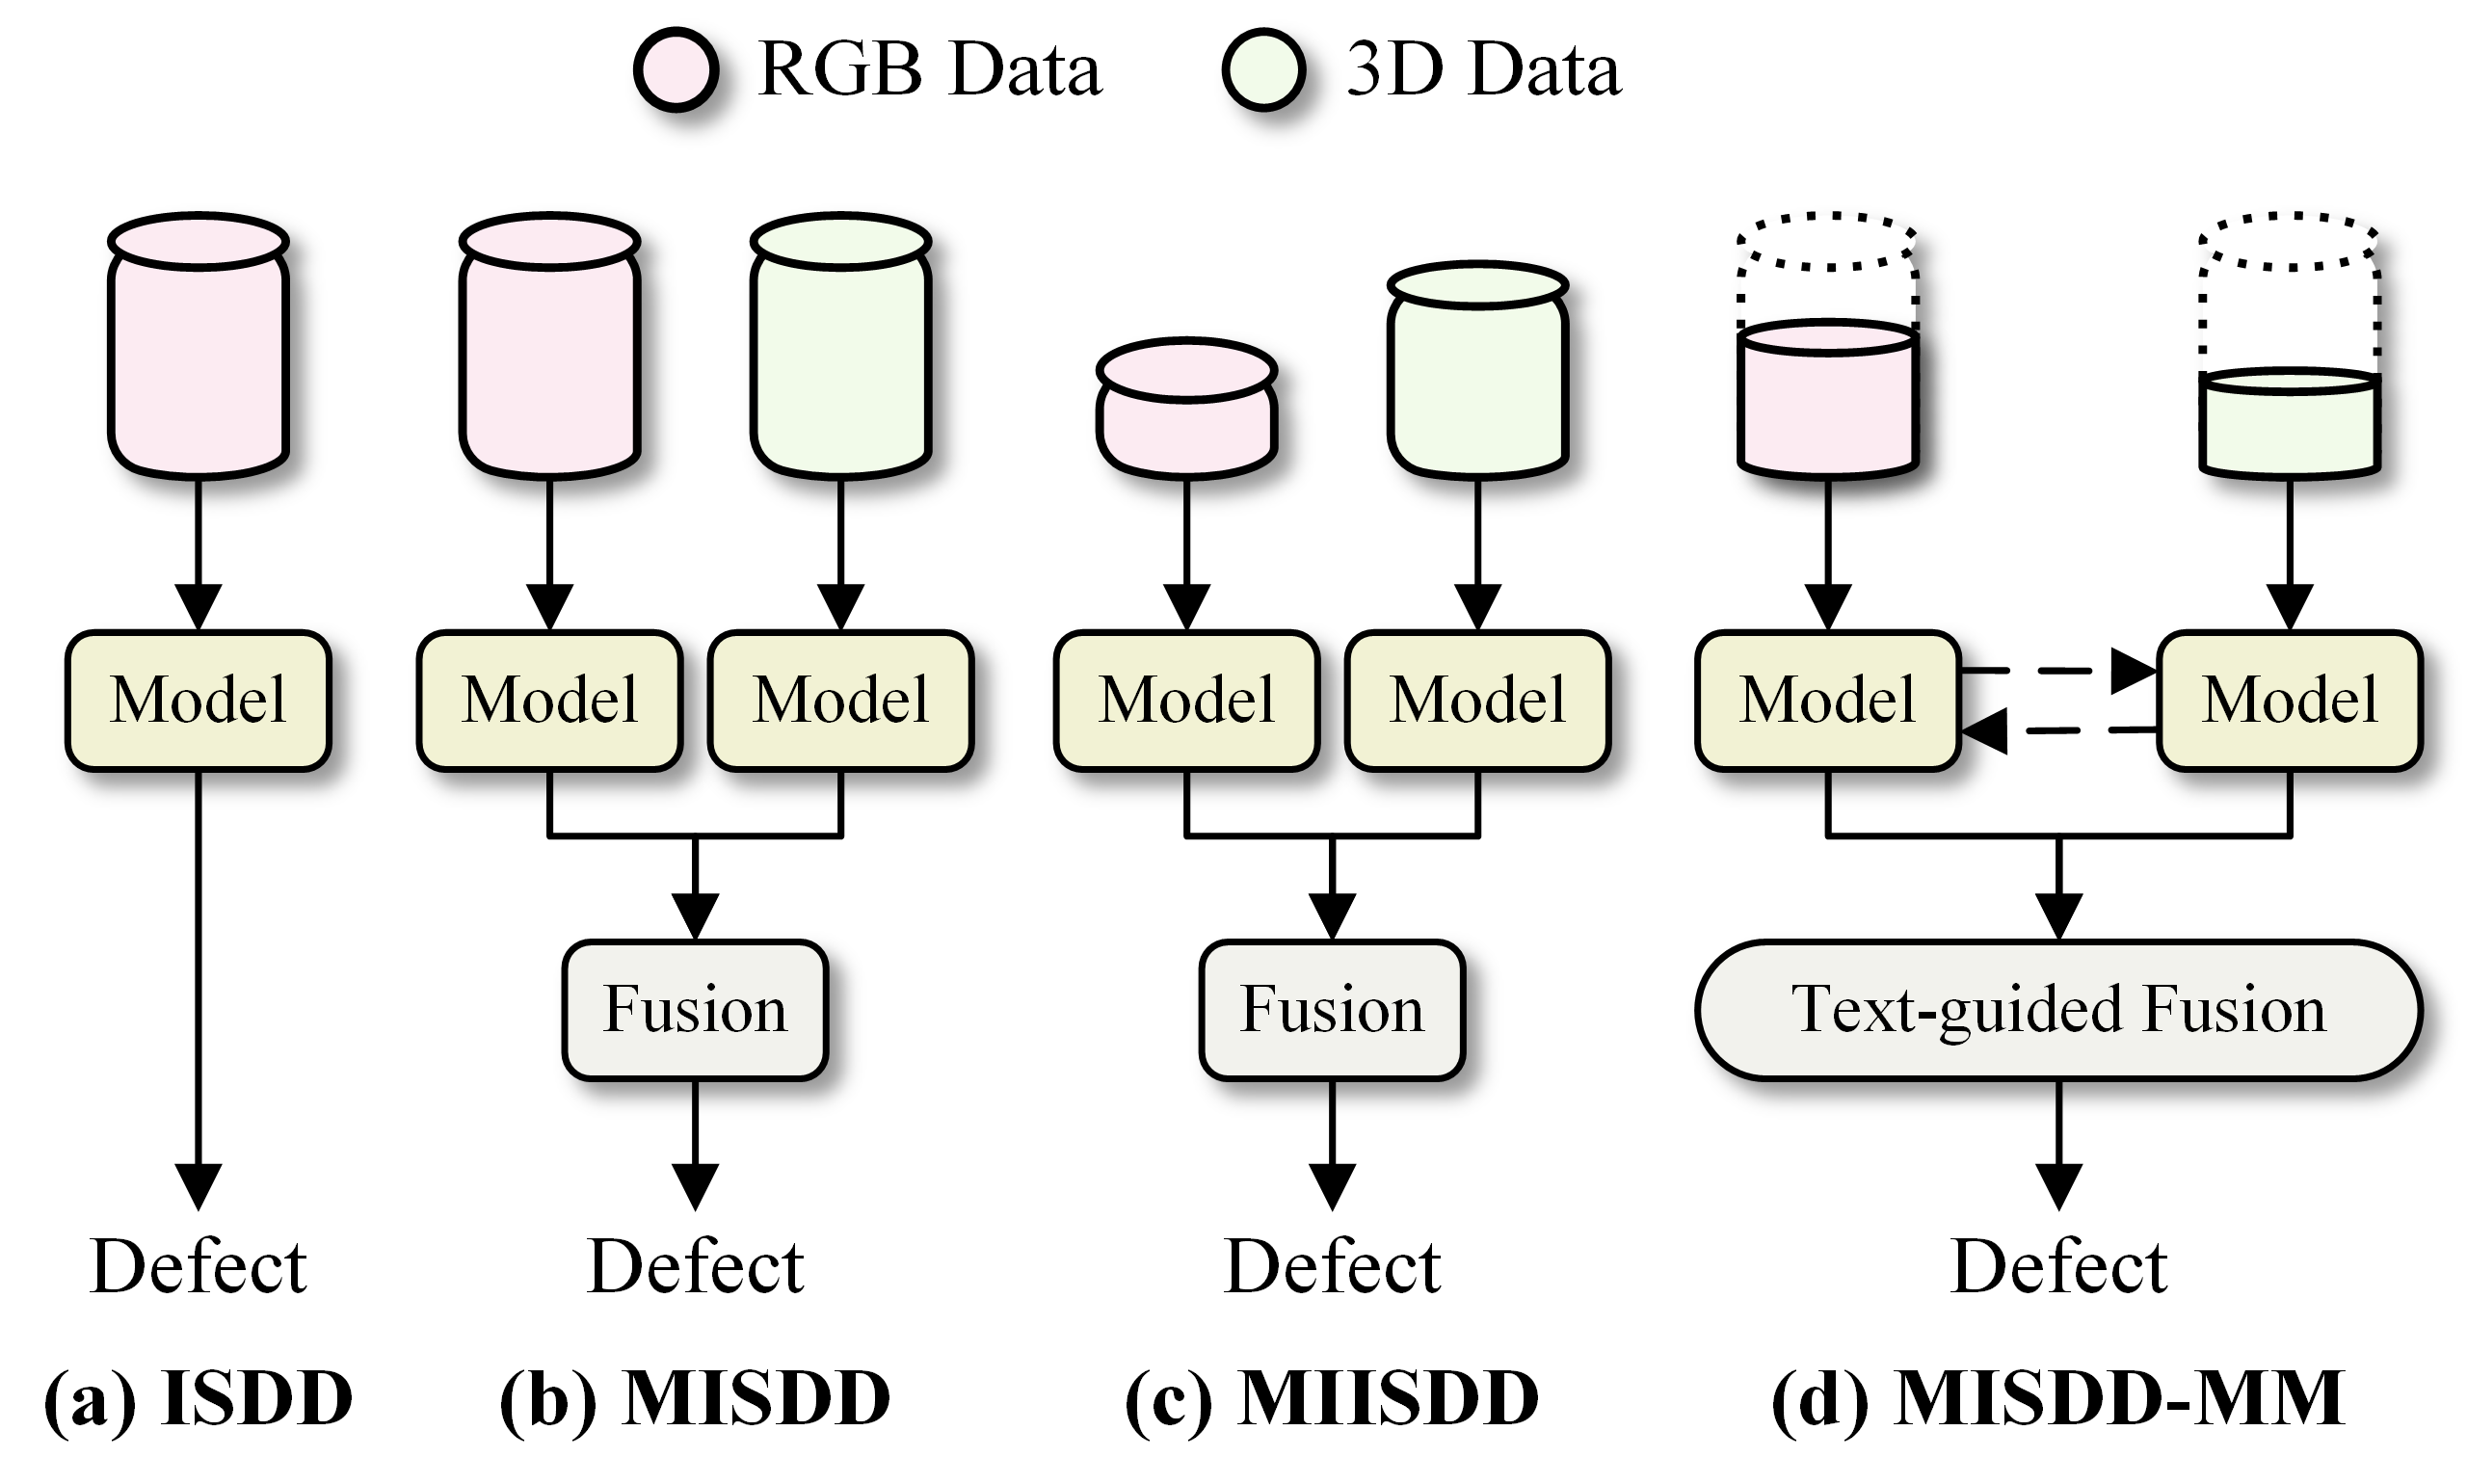 RGB Data 3D Data
Model Model Model Model Model Model Model
Fusion Fusion Text-guided Fusion
Defect Defect Defect Defect
(a) ISDD (b) MISDD (c) MIISDD (d) MISDD-MM